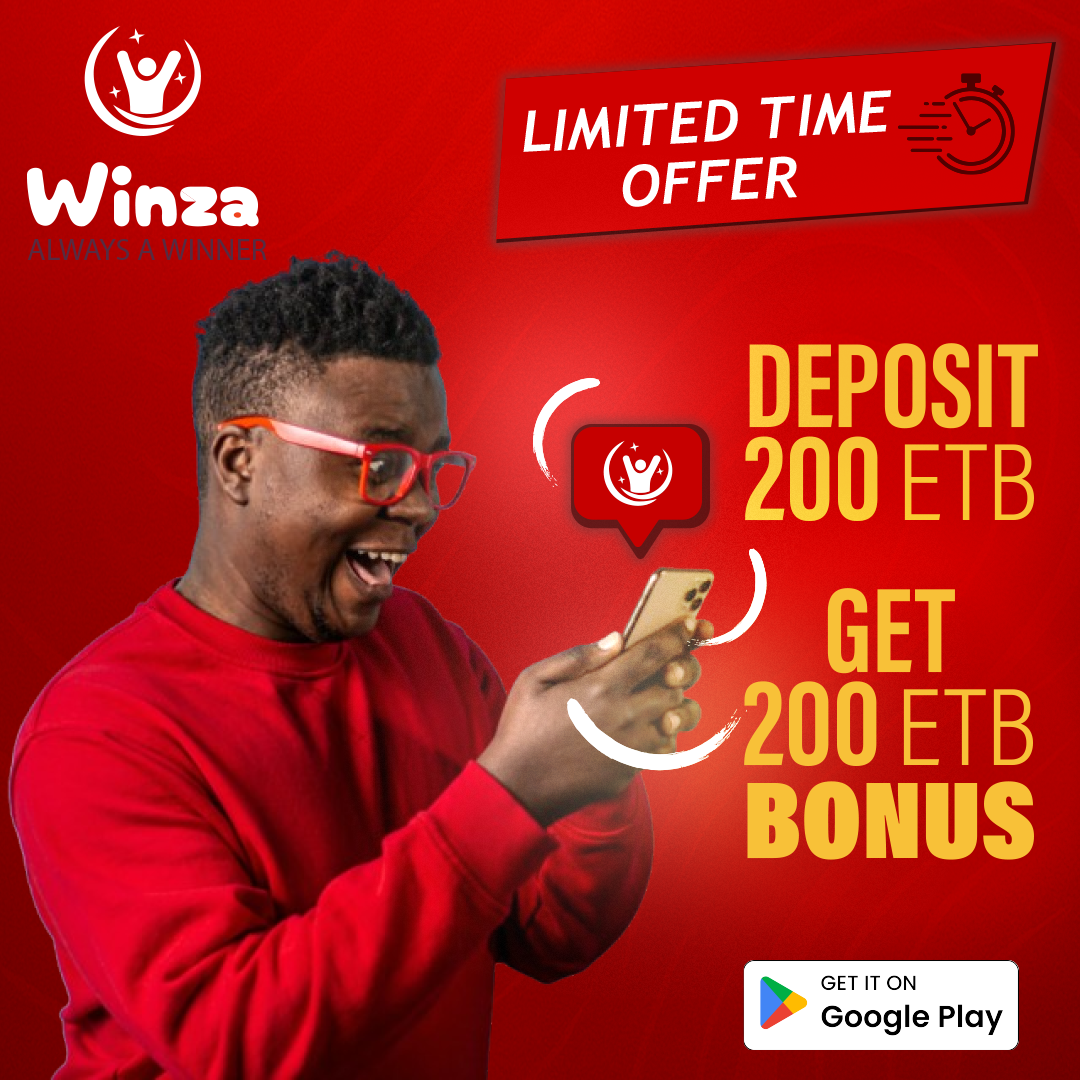 Winza
ALWAYS A WINNER
LIMITED TIME
OFFER
DEPOSIT
200 ETB
GET
200 ETB
BONUS
GET IT ON
Google Play